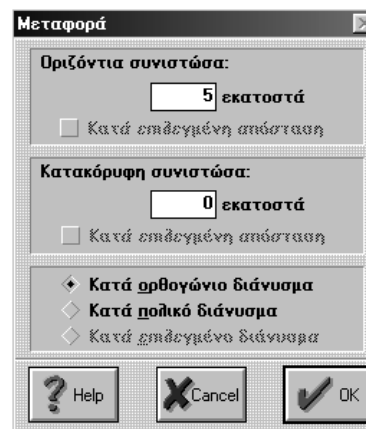 Μεταφορά
Οριζόντια συνιστώσα:
5 εκατοστά
Κατά επιλεγμένη απόσταση
Κατακόρυφη συνιστώσα:
0 εκατοστά
Κατά επιλεγμένη απόσταση
Κατά ορθογώνιο διάνυσμα
Κατά πολικό διάνυσμα
Κατά επιλεγμένο διάνυσμα
Help Cancel OK